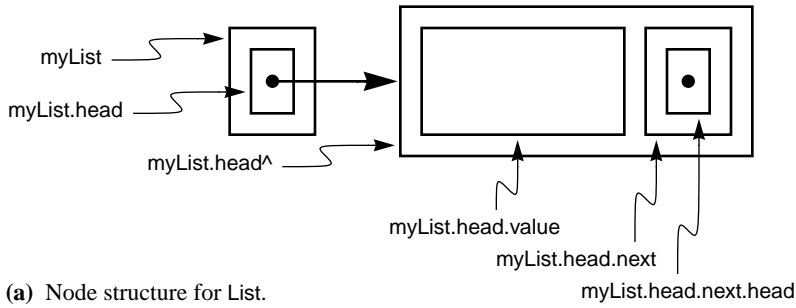 myList
myList.head
myList.head^
myList.head.value
myList.head.next
myList.head.next.head
(a) Node structure for List.